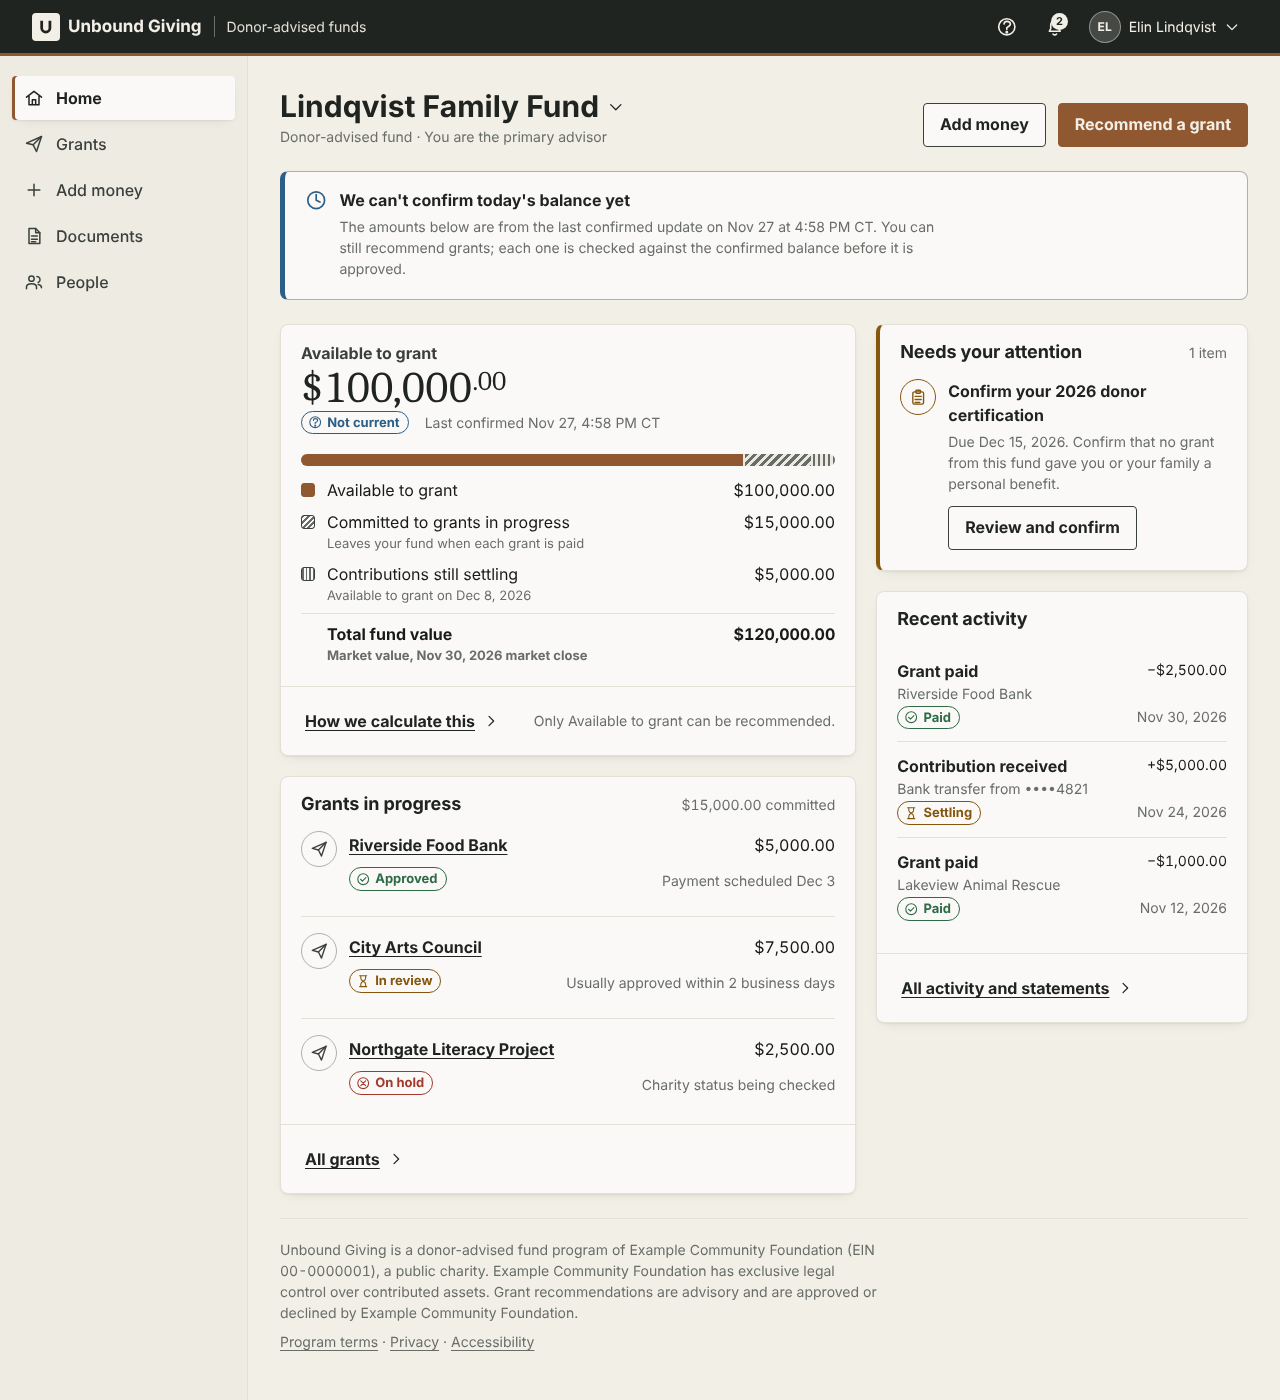 U Unbound Giving Donor-advised funds
2
EL Elin Lindqvist
Home
Grants
Add money
Documents
People
Lindqvist Family Fund
Donor-advised fund · You are the primary advisor
Add money
Recommend a grant
We can't confirm today's balance yet
The amounts below are from the last confirmed update on Nov 27 at 4:58 PM CT. You can
still recommend grants; each one is checked against the confirmed balance before it is
approved.
Available to grant
$100,000.00
Not current Last confirmed Nov 27, 4:58 PM CT
Available to grant $100,000.00
Committed to grants in progress $15,000.00
Leaves your fund when each grant is paid
Contributions still settling $5,000.00
Available to grant on Dec 8, 2026
Total fund value $120,000.00
Market value, Nov 30, 2026 market close
How we calculate this Only Available to grant can be recommended.
Grants in progress $15,000.00 committed
Riverside Food Bank $5,000.00
Approved Payment scheduled Dec 3
City Arts Council $7,500.00
In review Usually approved within 2 business days
Northgate Literacy Project $2,500.00
On hold Charity status being checked
All grants
Needs your attention 1 item
Confirm your 2026 donor
certification
Due Dec 15, 2026. Confirm that no grant
from this fund gave you or your family a
personal benefit.
Review and confirm
Recent activity
Grant paid −$2,500.00
Riverside Food Bank
Paid Nov 30, 2026
Contribution received +$5,000.00
Bank transfer from ••••4821
Settling Nov 24, 2026
Grant paid −$1,000.00
Lakeview Animal Rescue
Paid Nov 12, 2026
All activity and statements
Unbound Giving is a donor-advised fund program of Example Community Foundation (EIN
00-0000001), a public charity. Example Community Foundation has exclusive legal
control over contributed assets. Grant recommendations are advisory and are approved or
declined by Example Community Foundation.
Program terms · Privacy · Accessibility